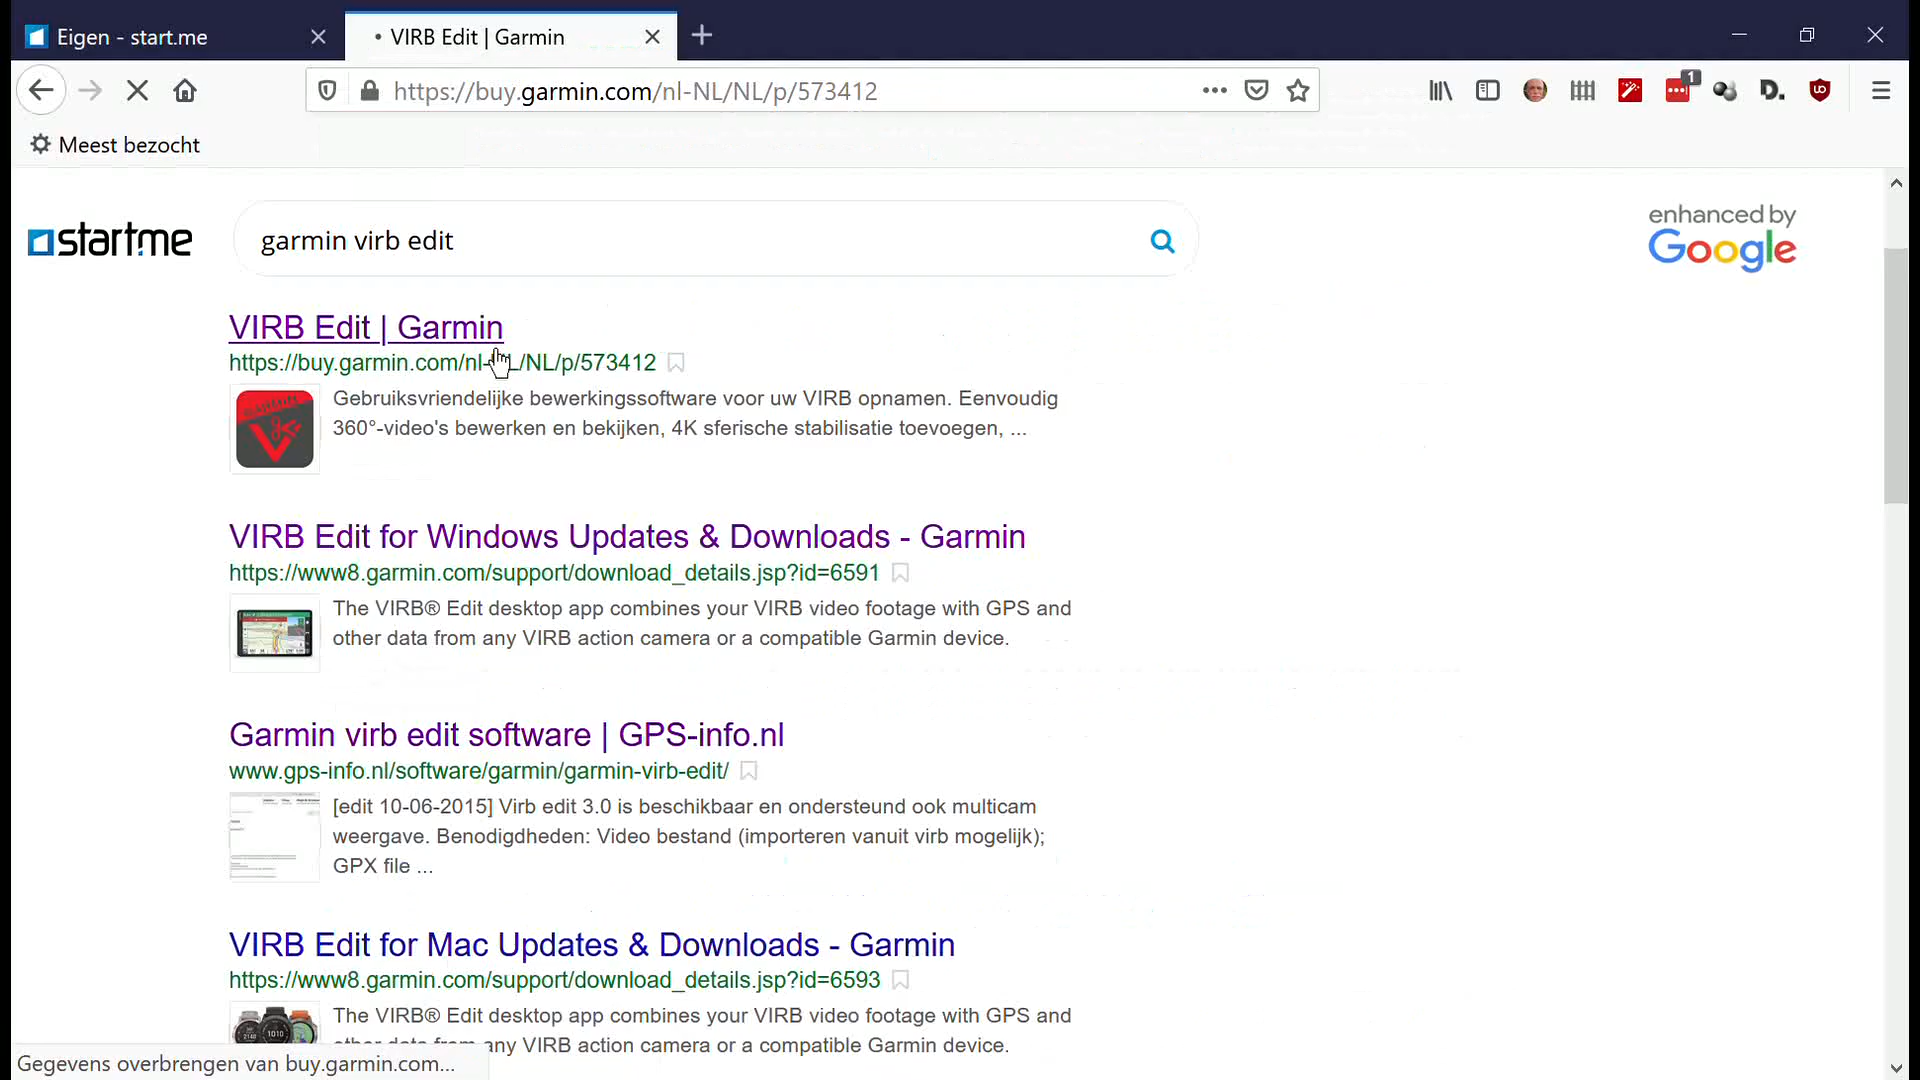 Eigen - start.me
VIRB Edit | Garmin
https://buy.garmin.com/nl-NL/NL/p/573412
1
D.
Meest bezocht
start.me
garmin virb edit
enhanced by
Google
VIRB Edit | Garmin
https://buy.garmin.com/nl-NL/NL/p/573412
Gebruiksvriendelijke bewerkingssoftware voor uw VIRB opnamen. Eenvoudig
360°-video's bewerken en bekijken, 4K sferische stabilisatie toevoegen, ...
VIRB Edit for Windows Updates & Downloads - Garmin
https://www8.garmin.com/support/download_details.jsp?id=6591
The VIRB® Edit desktop app combines your VIRB video footage with GPS and
other data from any VIRB action camera or a compatible Garmin device.
Garmin virb edit software | GPS-info.nl
www.gps-info.nl/software/garmin/garmin-virb-edit/
[edit 10-06-2015] Virb edit 3.0 is beschikbaar en ondersteund ook multicam
weergave. Benodigdheden: Video bestand (importeren vanuit virb mogelijk);
GPX file ...
VIRB Edit for Mac Updates & Downloads - Garmin
https://www8.garmin.com/support/download_details.jsp?id=6593
The VIRB® Edit desktop app combines your VIRB video footage with GPS and
other data from any VIRB action camera or a compatible Garmin device.
Gegevens overbrengen van buy.garmin.com...